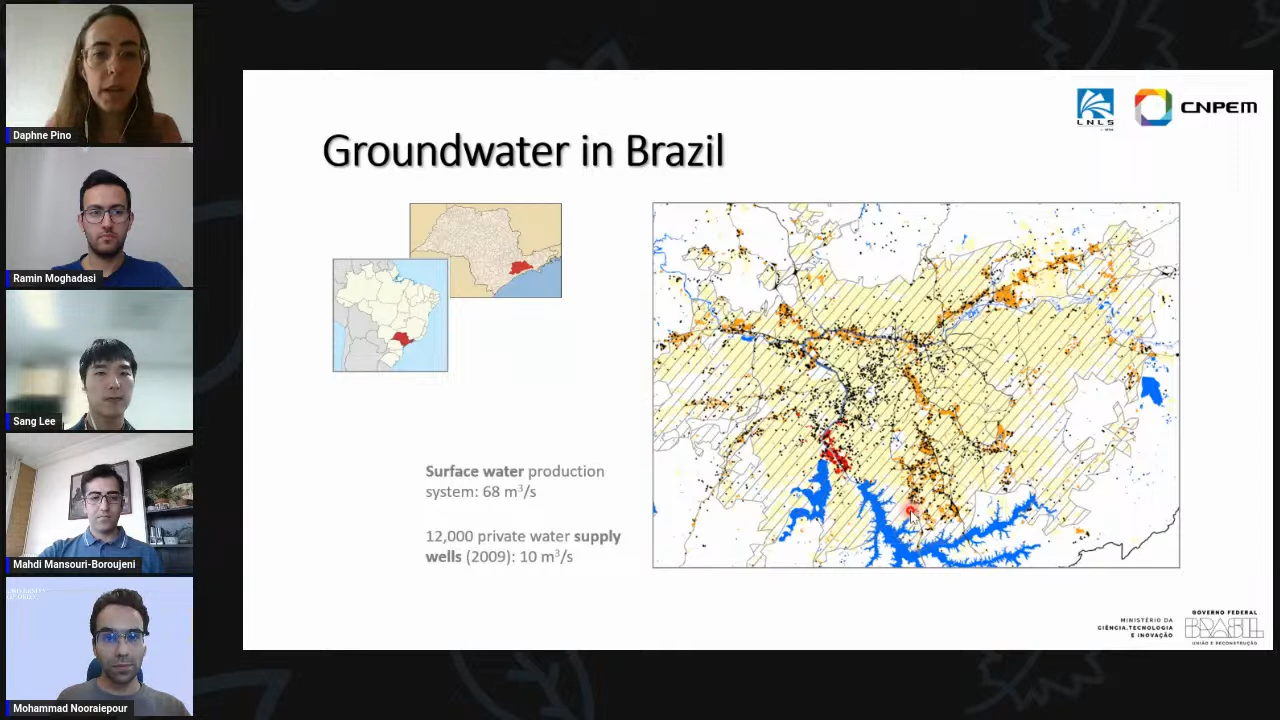 Daphne Pino
Ramin Moghadasi
Sang Lee
Mahdi Mansouri-Boroujeni
Mohammad Nooraiepour
LNLS
CNPEM
Groundwater in Brazil
Surface water production
system: 68 m³/s
12,000 private water supply
wells (2009): 10 m³/s
MINISTÉRIO DA
CIÊNCIA, TECNOLOGIA
E INOVAÇÃO
GOVERNO FEDERAL
BRASIL
UNIÃO E RECONSTRUÇÃO